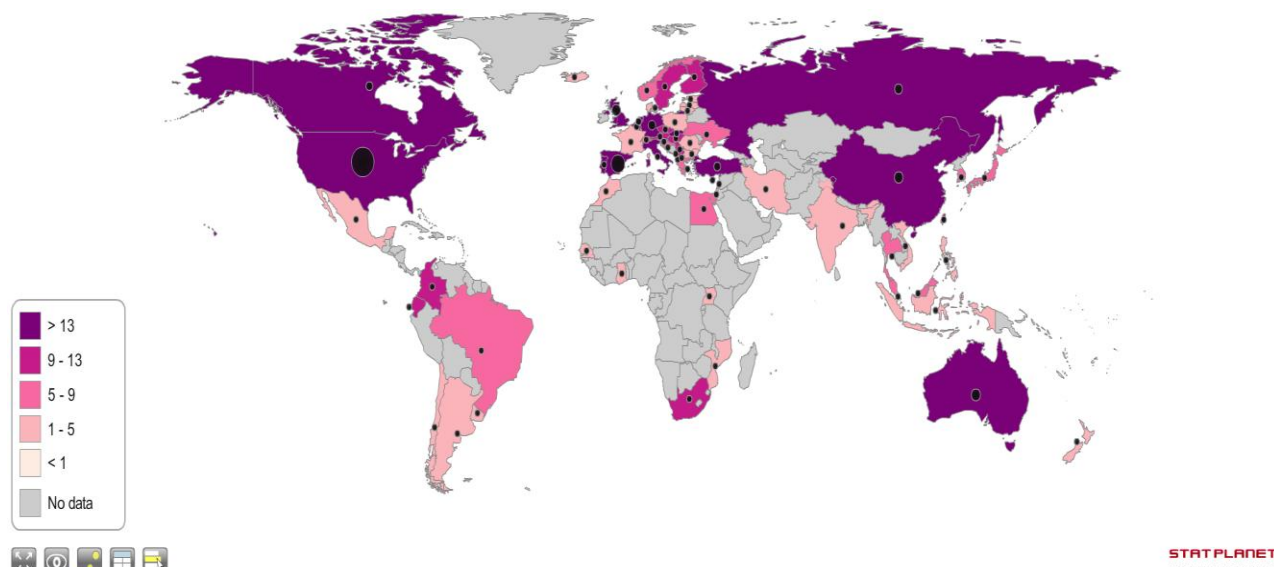 > 13
9 - 13
5 - 9
1 - 5
< 1
No data
STATPLANET